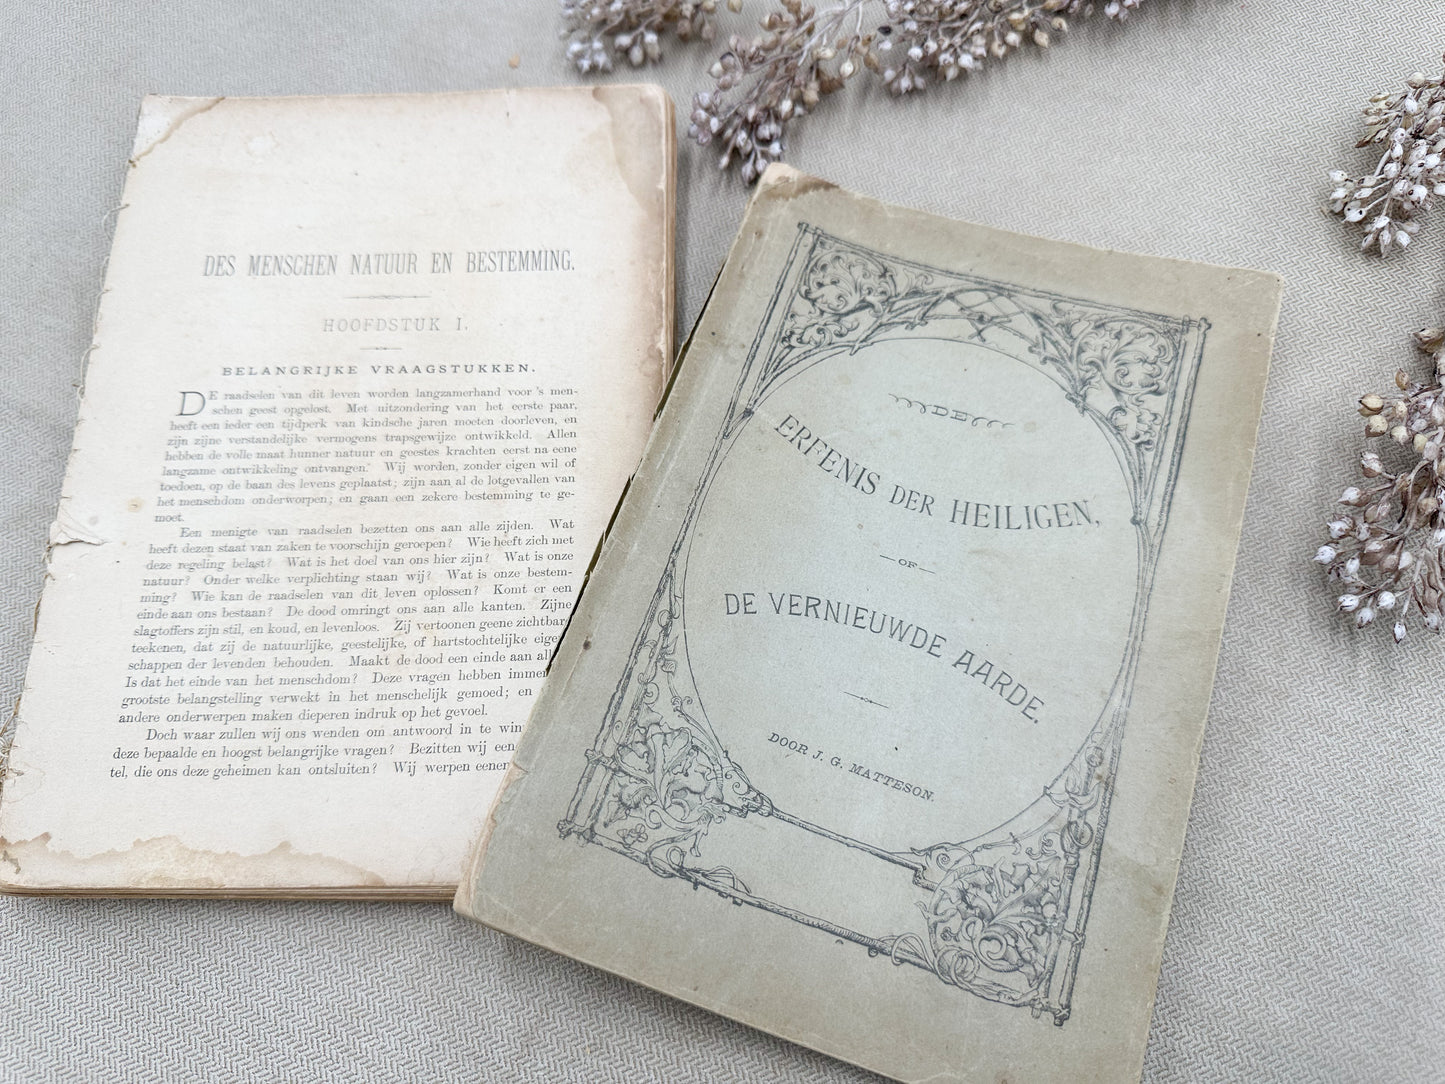 DES MENSCHEN NATUUR EN BESTEMMING.
HOOFDSTUK I.
BELANGRIJKE VRAAGSTUKKEN.
DE raadselen van dit leven worden langzamerhand voor 's men-
schen geest opgelost. Met uitzondering van het eerste paar,
heeft een ieder een tijdperk van kindsche jaren moeten doorleven, en
zijn zijne verstandelijke vermogens trapsgewijze ontwikkeld. Allen
hebben de volle maat hunner natuur en geestes krachten eerst na eene
langzame ontwikkeling ontvangen. Wij worden, zonder eigen wil of
toedoen, op de baan des levens geplaatst; zijn aan al de lotgevallen van
het menschdom onderworpen; en gaan een zekere bestemming te ge-
moet.
Een menigte van raadselen bezetten ons aan alle zijden. Wat
heeft dezen staat van zaken te voorschijn geroepen? Wie heeft zich met
deze regeling belast? Wat is het doel van ons hier zijn? Wat is onze
natuur? Onder welke verplichting staan wij? Wat is onze bestem-
ming? Wie kan de raadselen van dit leven oplossen? Komt er een
einde aan ons bestaan? De dood omringt ons aan alle kanten. Zijne
slagtoffers zijn stil, en koud, en levenloos. Zij vertoonen geene zichtbare
teekenen, dat zij de natuurlijke, geestelijke, of hartstochtelijke eigen
schappen der levenden behouden. Maakt de dood een einde aan al
Is dat het einde van het menschdom? Deze vragen hebben immer
grootste belangstelling verwekt in het menschelijk gemoed; en
andere onderwerpen maken dieperen indruk op het gevoel.
Doch waar zullen wij ons wenden om antwoord in te win
deze bepaalde en hoogst belangrijke vragen? Bezitten wij een
tel, die ons deze geheimen kan ontsluiten? Wij werpen eenen
DE
ERFENIS DER HEILIGEN,
—OF—
DE VERNIEUWDE AARDE.
DOOR J. G. MATTESON.